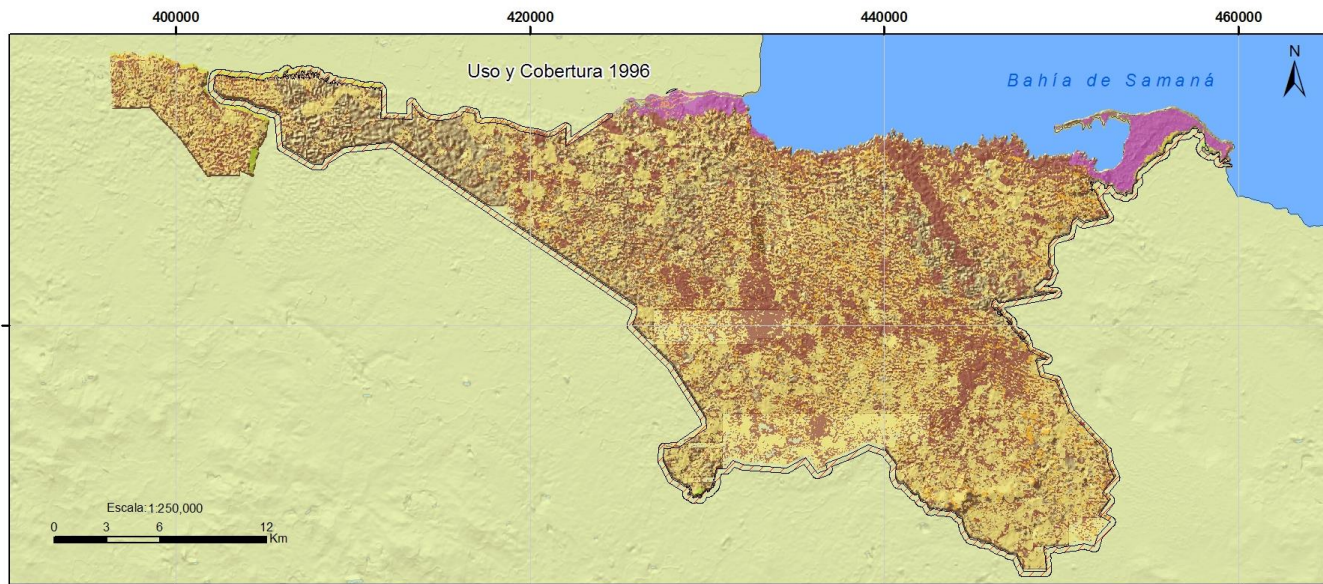 400000 420000 440000 460000
Uso y Cobertura 1996
N
Bahía de Samaná
Escala:1:250,000
0 3 6 12
Km